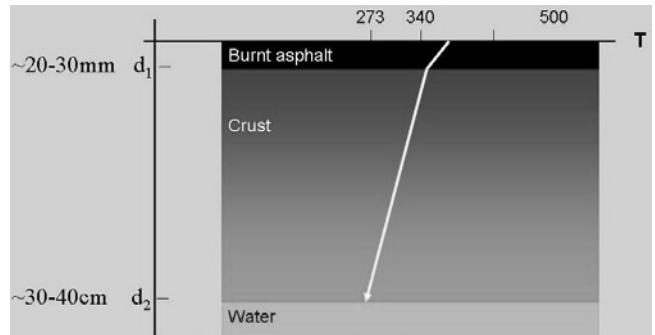 273 340 500
T
Burnt asphalt
~20-30mm d1
Crust
~30-40cm d2
Water